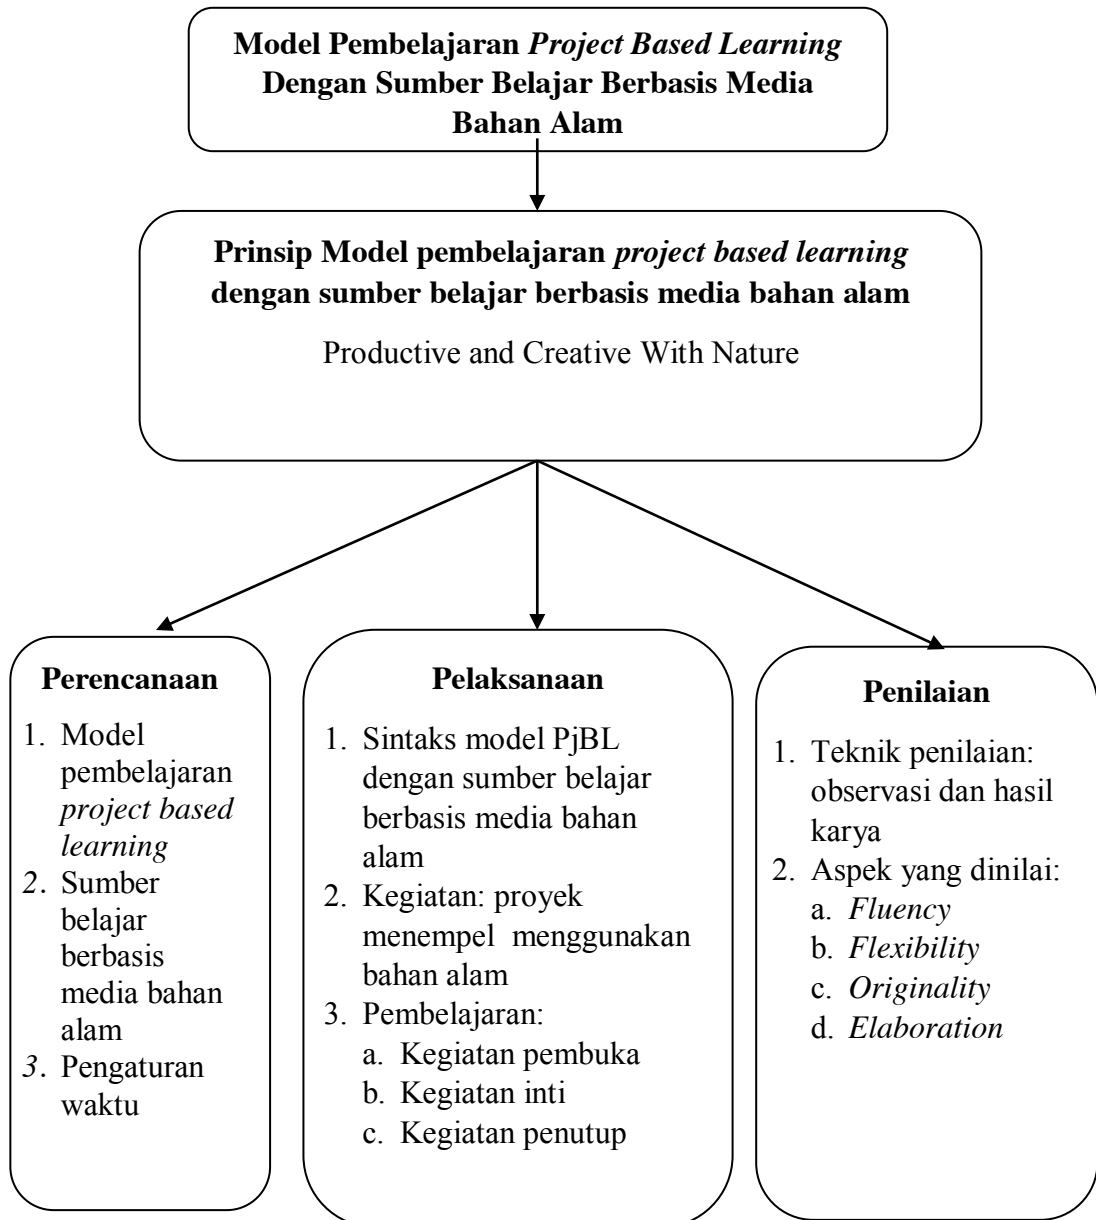 Model Pembelajaran Project Based Learning
Dengan Sumber Belajar Berbasis Media
Bahan Alam
Prinsip Model pembelajaran project based learning
dengan sumber belajar berbasis media bahan alam
Productive and Creative With Nature
Perencanaan
1. Model
pembelajaran
project based
learning
2. Sumber
belajar
berbasis
media bahan
alam
3. Pengaturan
waktu
Pelaksanaan
1. Sintaks model PjBL
dengan sumber belajar
berbasis media bahan
alam
2. Kegiatan: proyek
menempel menggunakan
bahan alam
3. Pembelajaran:
a. Kegiatan pembuka
b. Kegiatan inti
c. Kegiatan penutup
Penilaian
1. Teknik penilaian:
observasi dan hasil
karya
2. Aspek yang dinilai:
a. Fluency
b. Flexibility
c. Originality
d. Elaboration